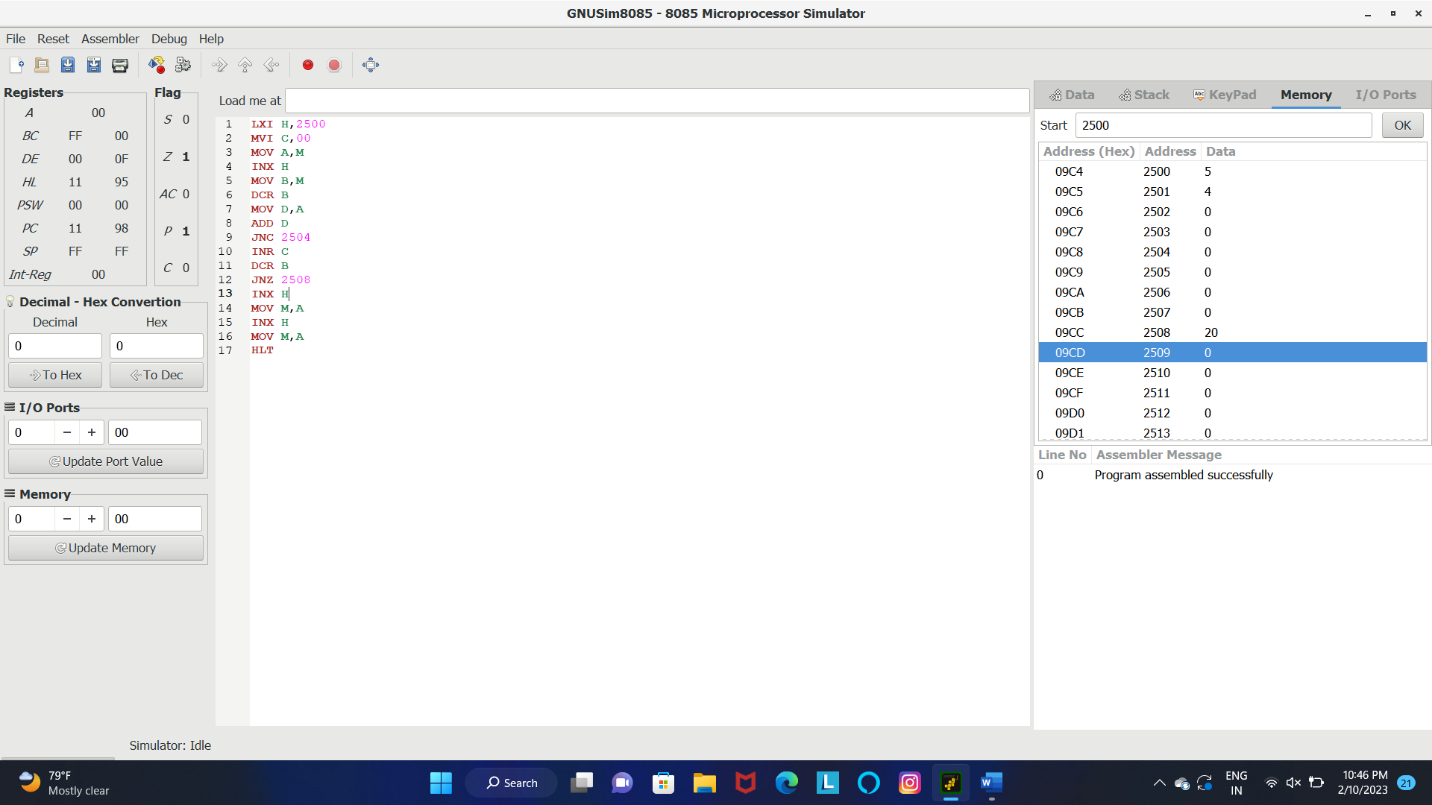 GNUSim8085 - 8085 Microprocessor Simulator
File Reset Assembler Debug Help
Registers
A 00
BC FF 00
DE 00 0F
HL 11 95
PSW 00 00
PC 11 98
SP FF FF
Int-Reg 00
Flag
S 0
Z 1
AC 0
P 1
C 0
Decimal - Hex Convertion
Decimal Hex
0 0
To Hex To Dec
I/O Ports
0 − + 00
Update Port Value
Memory
0 − + 00
Update Memory
Load me at
1 LXI H,2500
2 MVI C,00
3 MOV A,M
4 INX H
5 MOV B,M
6 DCR B
7 MOV D,A
8 ADD D
9 JNC 2504
10 INR C
11 DCR B
12 JNZ 2508
13 INX H
14 MOV M,A
15 INX H
16 MOV M,A
17 HLT
Data Stack KeyPad Memory I/O Ports
Start 2500 OK
Address (Hex) Address Data
09C4 2500 5
09C5 2501 4
09C6 2502 0
09C7 2503 0
09C8 2504 0
09C9 2505 0
09CA 2506 0
09CB 2507 0
09CC 2508 20
09CD 2509 0
09CE 2510 0
09CF 2511 0
09D0 2512 0
09D1 2513 0
Line No Assembler Message
0 Program assembled successfully
Simulator: Idle
79°F
Mostly clear
Search
ENG
IN
10:46 PM
2/10/2023
21